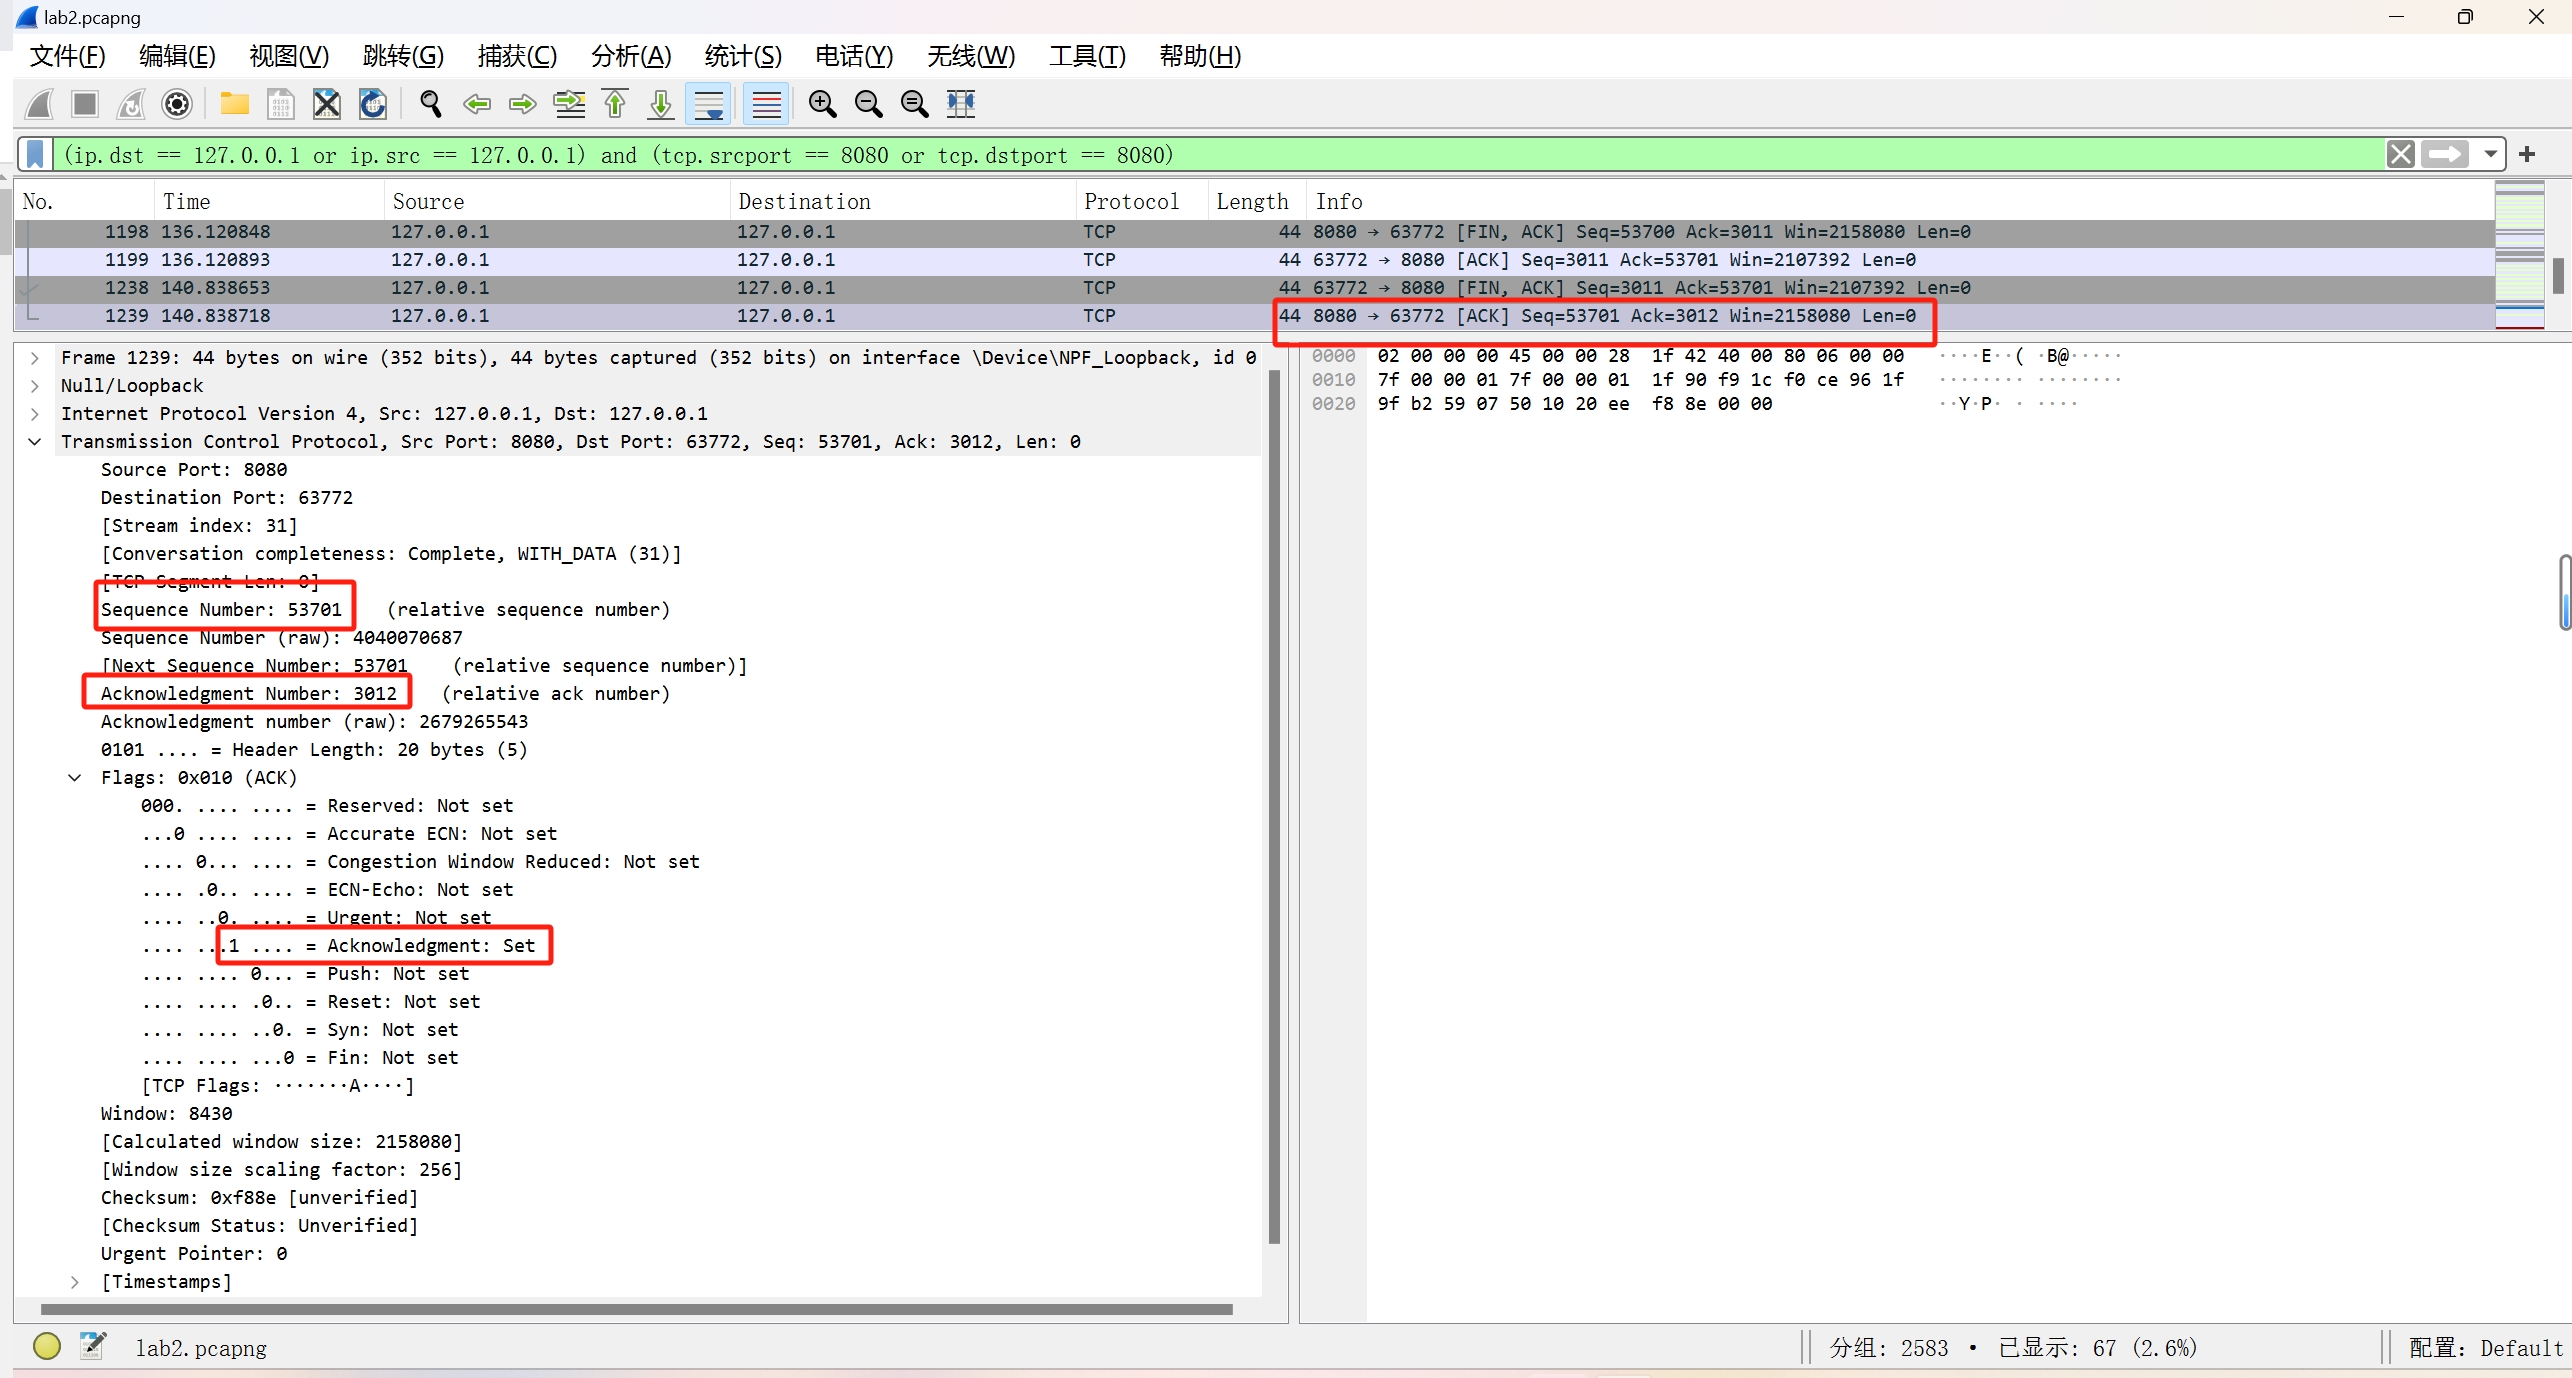 lab2.pcapng
文件(F) 编辑(E) 视图(V) 跳转(G) 捕获(C) 分析(A) 统计(S) 电话(Y) 无线(W) 工具(T) 帮助(H)
(ip.dst == 127.0.0.1 or ip.src == 127.0.0.1) and (tcp.srcport == 8080 or tcp.dstport == 8080)
No. Time Source Destination Protocol Length Info
1198 136.120848 127.0.0.1 127.0.0.1 TCP 44 8080 → 63772 [FIN, ACK] Seq=53700 Ack=3011 Win=2158080 Len=0
1199 136.120893 127.0.0.1 127.0.0.1 TCP 44 63772 → 8080 [ACK] Seq=3011 Ack=53701 Win=2107392 Len=0
1238 140.838653 127.0.0.1 127.0.0.1 TCP 44 63772 → 8080 [FIN, ACK] Seq=3011 Ack=53701 Win=2107392 Len=0
1239 140.838718 127.0.0.1 127.0.0.1 TCP 44 8080 → 63772 [ACK] Seq=53701 Ack=3012 Win=2158080 Len=0
Frame 1239: 44 bytes on wire (352 bits), 44 bytes captured (352 bits) on interface \Device\NPF_Loopback, id 0
Null/Loopback
Internet Protocol Version 4, Src: 127.0.0.1, Dst: 127.0.0.1
Transmission Control Protocol, Src Port: 8080, Dst Port: 63772, Seq: 53701, Ack: 3012, Len: 0
Source Port: 8080
Destination Port: 63772
[Stream index: 31]
[Conversation completeness: Complete, WITH_DATA (31)]
[TCP Segment Len: 0]
Sequence Number: 53701 (relative sequence number)
Sequence Number (raw): 4040070687
[Next Sequence Number: 53701 (relative sequence number)]
Acknowledgment Number: 3012 (relative ack number)
Acknowledgment number (raw): 2679265543
0101 .... = Header Length: 20 bytes (5)
Flags: 0x010 (ACK)
000. .... .... = Reserved: Not set
...0 .... .... = Accurate ECN: Not set
.... 0... .... = Congestion Window Reduced: Not set
.... .0.. .... = ECN-Echo: Not set
.... ..0. .... = Urgent: Not set
.... ...1 .... = Acknowledgment: Set
.... .... 0... = Push: Not set
.... .... .0.. = Reset: Not set
.... .... ..0. = Syn: Not set
.... .... ...0 = Fin: Not set
[TCP Flags: ·······A····]
Window: 8430
[Calculated window size: 2158080]
[Window size scaling factor: 256]
Checksum: 0xf88e [unverified]
[Checksum Status: Unverified]
Urgent Pointer: 0
[Timestamps]
0000 02 00 00 00 45 00 00 28 1f 42 40 00 80 06 00 00 ····E··( ·B@·····
0010 7f 00 00 01 7f 00 00 01 1f 90 f9 1c f0 ce 96 1f ········ ········
0020 9f b2 59 07 50 10 20 ee f8 8e 00 00 ··Y·P· · ····
lab2.pcapng
分组: 2583 · 已显示: 67 (2.6%)
配置: Default